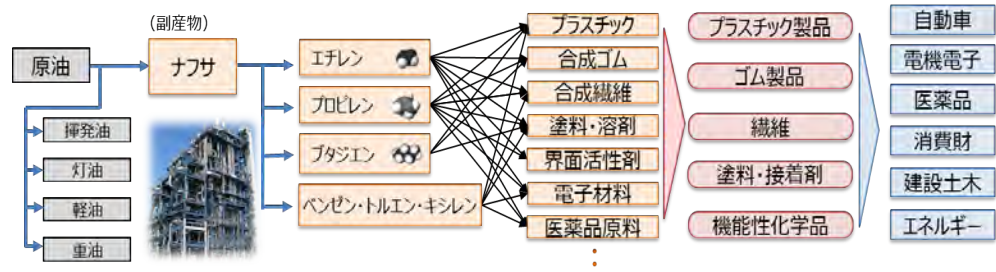 (副産物)
原油
ナフサ
揮発油
灯油
軽油
重油
エチレン
プロピレン
ブタジエン
ベンゼン・トルエン・キシレン
プラスチック
合成ゴム
合成繊維
塗料・溶剤
界面活性剤
電子材料
医薬品原料
プラスチック製品
ゴム製品
繊維
塗料・接着剤
機能性化学品
自動車
電機電子
医薬品
消費財
建設土木
エネルギー